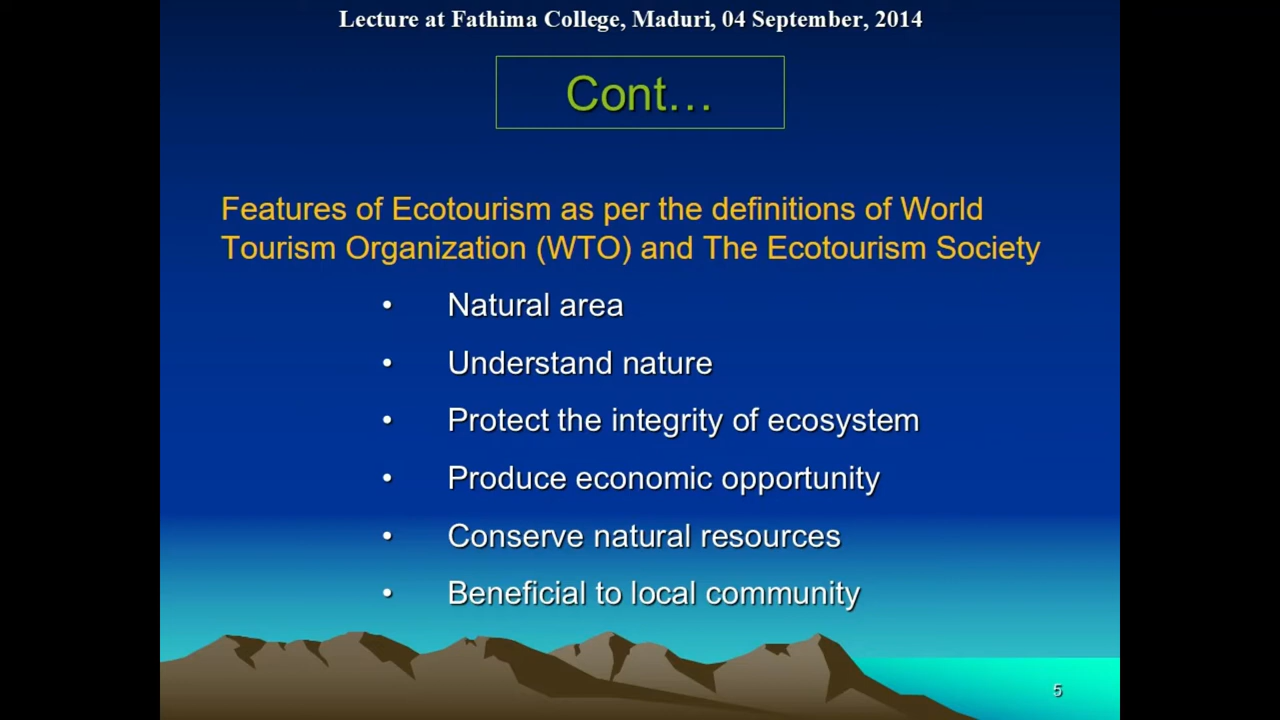 Lecture at Fathima College, Maduri, 04 September, 2014
Cont…
Features of Ecotourism as per the definitions of World
Tourism Organization (WTO) and The Ecotourism Society
• Natural area
• Understand nature
• Protect the integrity of ecosystem
• Produce economic opportunity
• Conserve natural resources
• Beneficial to local community
5